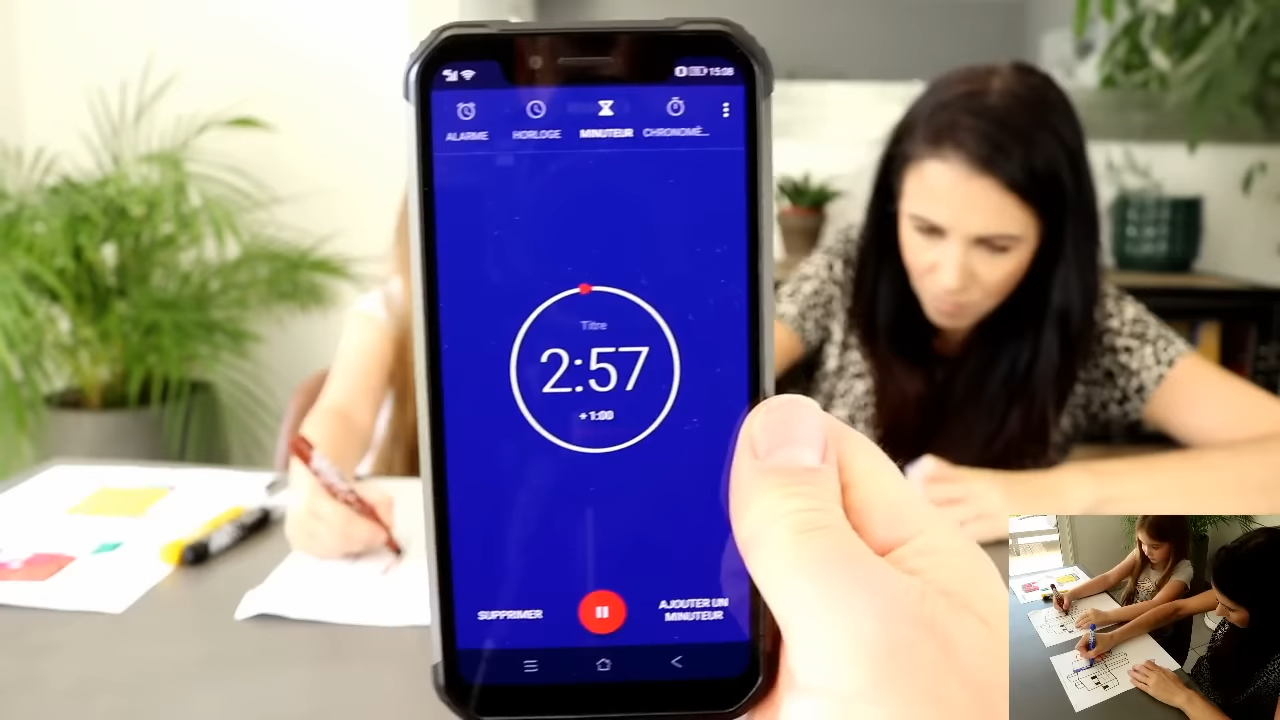 15:08
ALARME HORLOGE MINUTEUR CHRONOMÈ...
Titre
2:57
+ 1:00
SUPPRIMER
AJOUTER UN
MINUTEUR